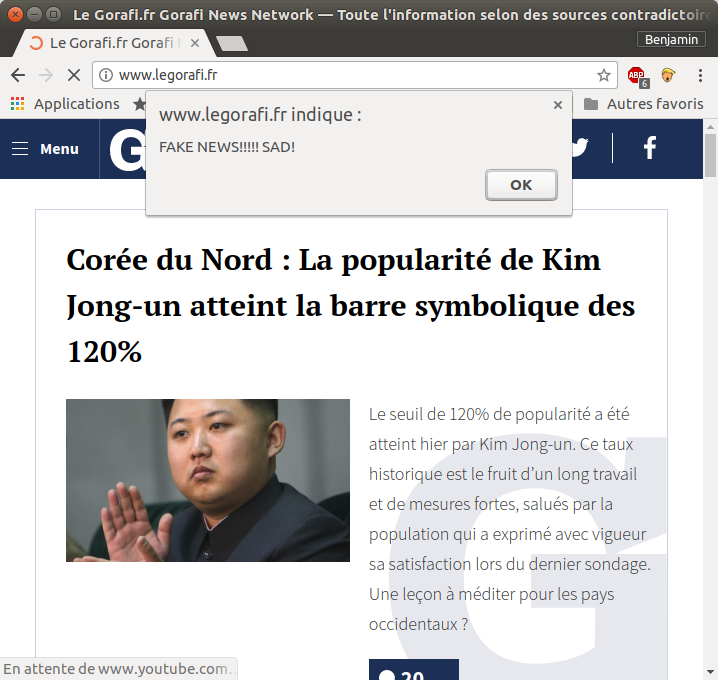 Le Gorafi.fr Gorafi News Network — Toute l'information selon des sources contradictoires
Le Gorafi.fr Gorafi N
Benjamin
www.legorafi.fr
ABP
6
Applications
Autres favoris
www.legorafi.fr indique :
FAKE NEWS!!!!! SAD!
OK
Menu
G
Corée du Nord : La popularité de Kim
Jong-un atteint la barre symbolique des
120%
Le seuil de 120% de popularité a été
atteint hier par Kim Jong-un. Ce taux
historique est le fruit d’un long travail
et de mesures fortes, salués par la
population qui a exprimé avec vigueur
sa satisfaction lors du dernier sondage.
Une leçon à méditer pour les pays
occidentaux ?
20
En attente de www.youtube.com.